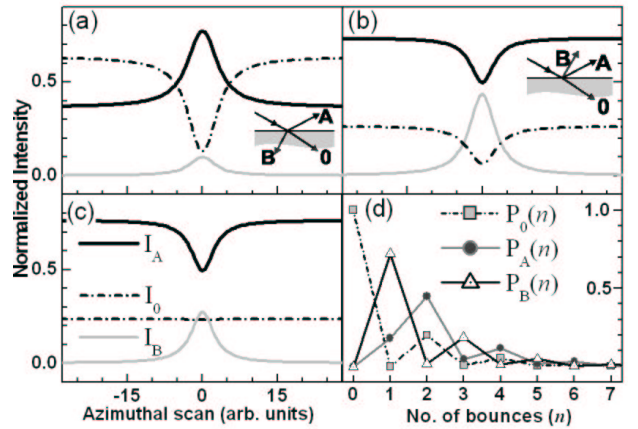 (a)
(b)
0.5
0.0
A
B
0
B
A
0
Normalized Intensity
(c)
I_A
I_0
I_B
0.5
0.0
-15
0
15
Azimuthal scan (arb. units)
(d)
P_0(n)
P_A(n)
P_B(n)
1.0
0.5
0 1 2 3 4 5 6 7
No. of bounces (n)